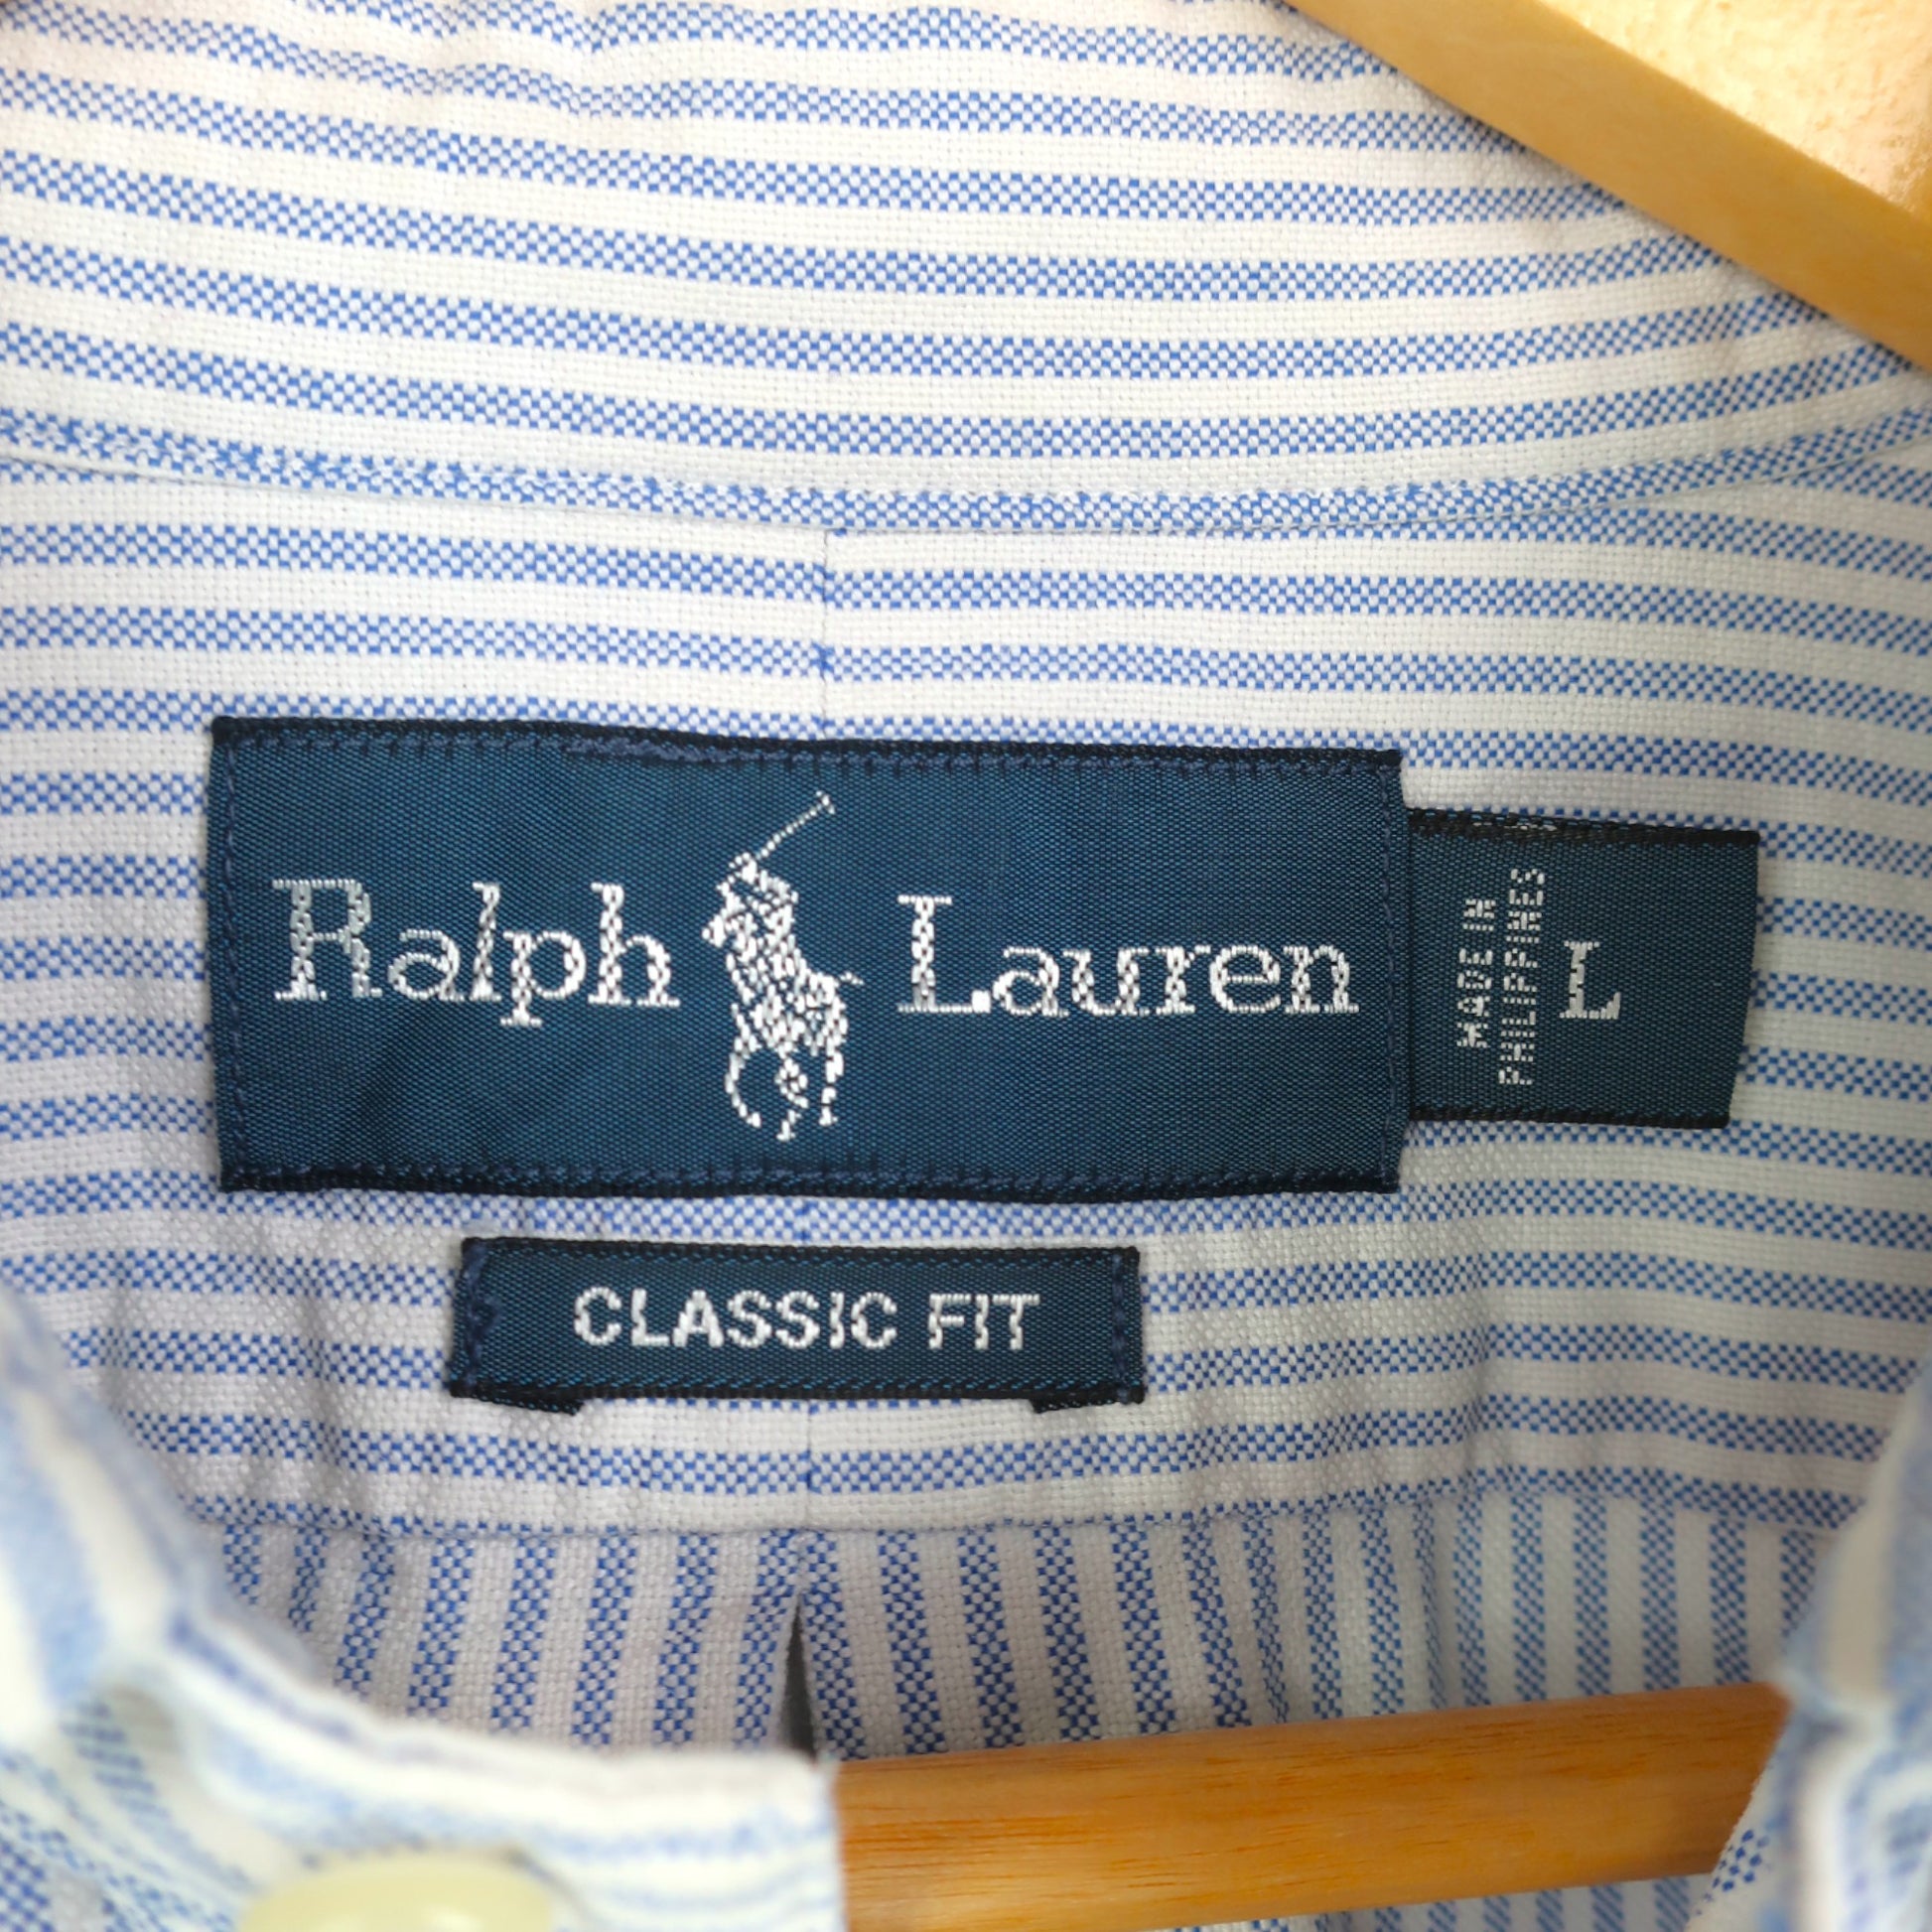 Ralph Lauren
MADE IN
PHILIPPINES
L
CLASSIC FIT